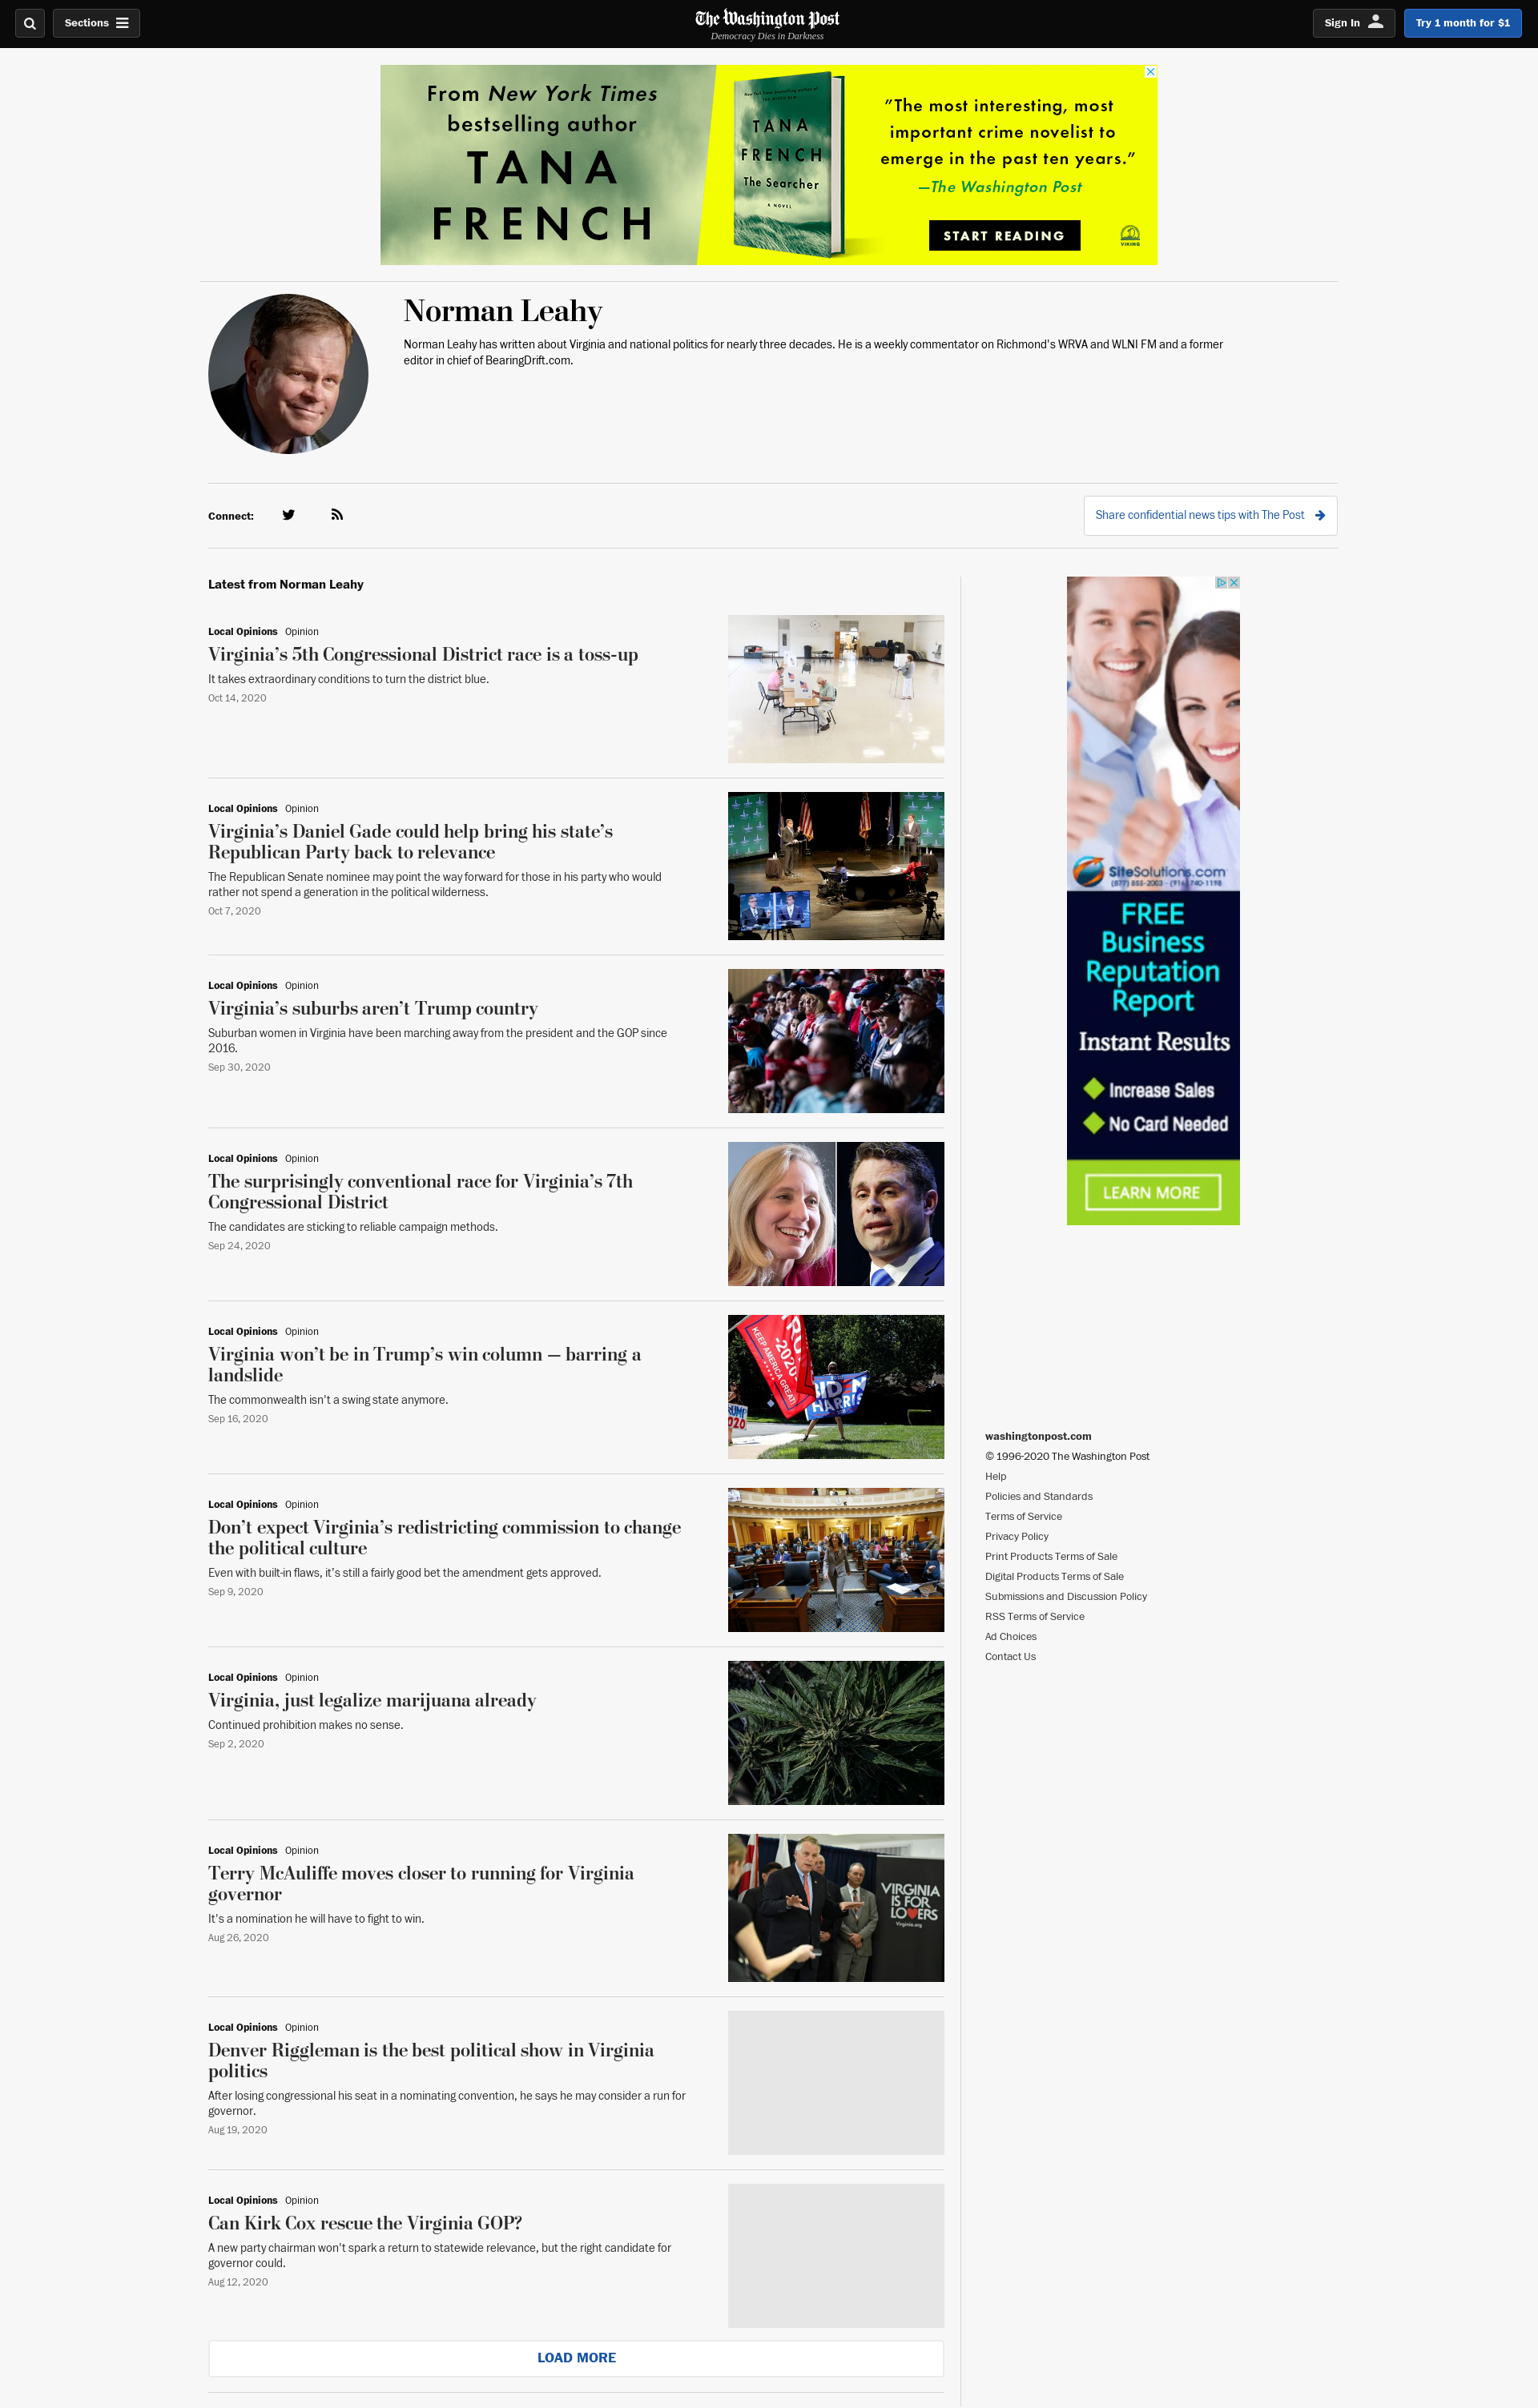 Sections
The Washington Post
Democracy Dies in Darkness
Sign In
Try 1 month for $1
From New York Times
bestselling author
TANA
FRENCH
TANA
FRENCH
The Searcher
A NOVEL
"The most interesting, most
important crime novelist to
emerge in the past ten years."
—The Washington Post
START READING
VIKING
Norman Leahy
Norman Leahy has written about Virginia and national politics for nearly three decades. He is a weekly commentator on Richmond's WRVA and WLNI FM and a former
editor in chief of BearingDrift.com.
Connect:
Share confidential news tips with The Post
Latest from Norman Leahy
Local Opinions Opinion
Virginia’s 5th Congressional District race is a toss-up
It takes extraordinary conditions to turn the district blue.
Oct 14, 2020
Local Opinions Opinion
Virginia’s Daniel Gade could help bring his state’s
Republican Party back to relevance
The Republican Senate nominee may point the way forward for those in his party who would
rather not spend a generation in the political wilderness.
Oct 7, 2020
Local Opinions Opinion
Virginia’s suburbs aren’t Trump country
Suburban women in Virginia have been marching away from the president and the GOP since
2016.
Sep 30, 2020
Local Opinions Opinion
The surprisingly conventional race for Virginia’s 7th
Congressional District
The candidates are sticking to reliable campaign methods.
Sep 24, 2020
Local Opinions Opinion
Virginia won’t be in Trump’s win column — barring a
landslide
The commonwealth isn't a swing state anymore.
Sep 16, 2020
-2020-
KEEP AMERICA GREAT!
BIDEN
HARRIS
Local Opinions Opinion
Don’t expect Virginia’s redistricting commission to change
the political culture
Even with built-in flaws, it’s still a fairly good bet the amendment gets approved.
Sep 9, 2020
Local Opinions Opinion
Virginia, just legalize marijuana already
Continued prohibition makes no sense.
Sep 2, 2020
Local Opinions Opinion
Terry McAuliffe moves closer to running for Virginia
governor
It's a nomination he will have to fight to win.
Aug 26, 2020
VIRGINIA
IS FOR
LOVERS
Virginia.org
Local Opinions Opinion
Denver Riggleman is the best political show in Virginia
politics
After losing congressional his seat in a nominating convention, he says he may consider a run for
governor.
Aug 19, 2020
Local Opinions Opinion
Can Kirk Cox rescue the Virginia GOP?
A new party chairman won't spark a return to statewide relevance, but the right candidate for
governor could.
Aug 12, 2020
LOAD MORE
SiteSolutions.com
(877) 855-2003 - (916) 740-1198
FREE
Business
Reputation
Report
Instant Results
Increase Sales
No Card Needed
LEARN MORE
washingtonpost.com
© 1996-2020 The Washington Post
Help
Policies and Standards
Terms of Service
Privacy Policy
Print Products Terms of Sale
Digital Products Terms of Sale
Submissions and Discussion Policy
RSS Terms of Service
Ad Choices
Contact Us